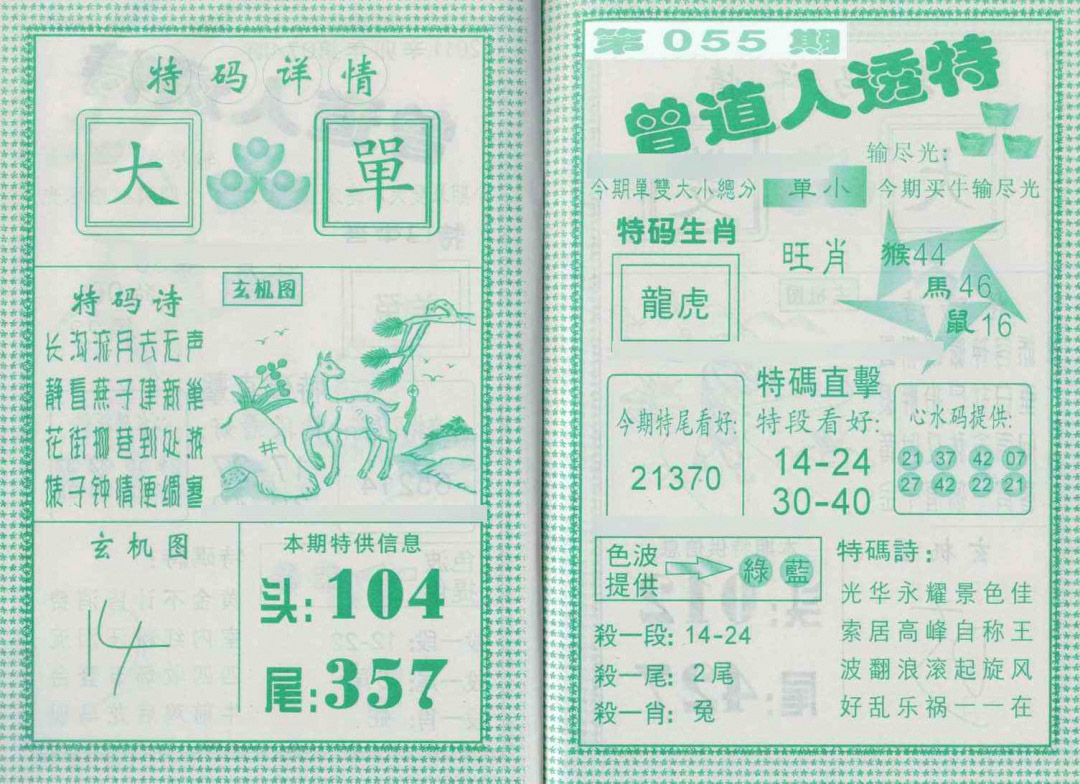 特码详情
大 單
特码诗
玄机图
长沟流月去无声
静看燕子建新巢
花街柳巷到处游
婊子钟情便绸蹇
井
玄机图
14
本期特供信息
头:104
尾:357
第055期
曾道人透特
输尽光:
今期單雙大小總分 單小 今期买牛输尽光
特码生肖
龍虎
旺肖
猴44
馬46
鼠16
今期特尾看好:
21370
特碼直擊
特段看好:
14-24
30-40
心水码提供:
21 37 42 07
27 42 22 21
色波
提供
綠 藍
殺一段: 14-24
殺一尾: 2尾
殺一肖: 兔
特碼詩:
光华永耀景色佳
索居高峰自称王
波翻浪滚起旋风
好乱乐祸一一在